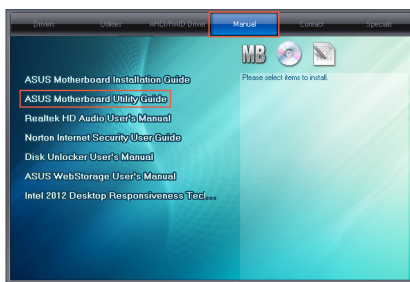 Drivers Utilities AHCI/RAID Driver Manual Contact Specials
MB
Please select items to install.
ASUS Motherboard Installation Guide
ASUS Motherboard Utility Guide
Realtek HD Audio User's Manual
Norton Internet Security User Guide
Disk Unlocker User's Manual
ASUS WebStorage User's Manual
Intel 2012 Desktop Responsiveness Tecl...